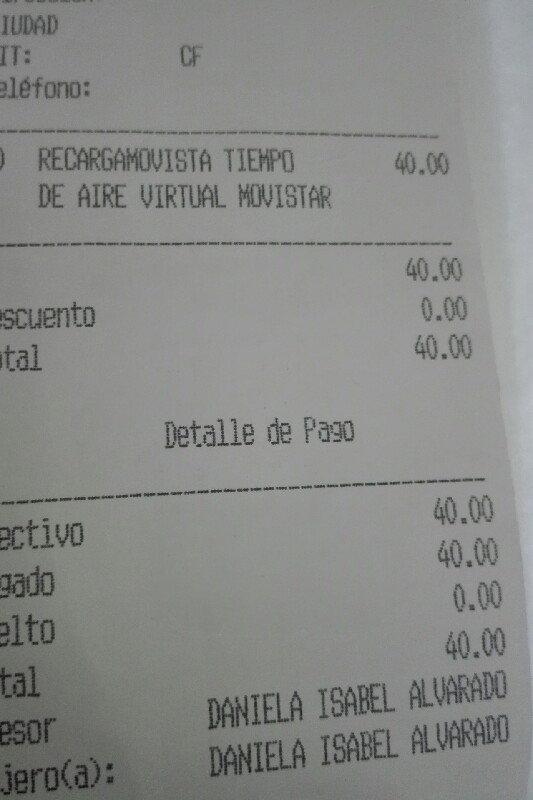 IUDAD
IT: CF
eléfono:
RECARGAMOVISTA TIEMPO 40.00
DE AIRE VIRTUAL MOVISTAR
40.00
escuento 0.00
otal 40.00
Detalle de Pago
ectivo 40.00
gado 40.00
elto 0.00
tal 40.00
esor DANIELA ISABEL ALVARADO
jero(a): DANIELA ISABEL ALVARADO